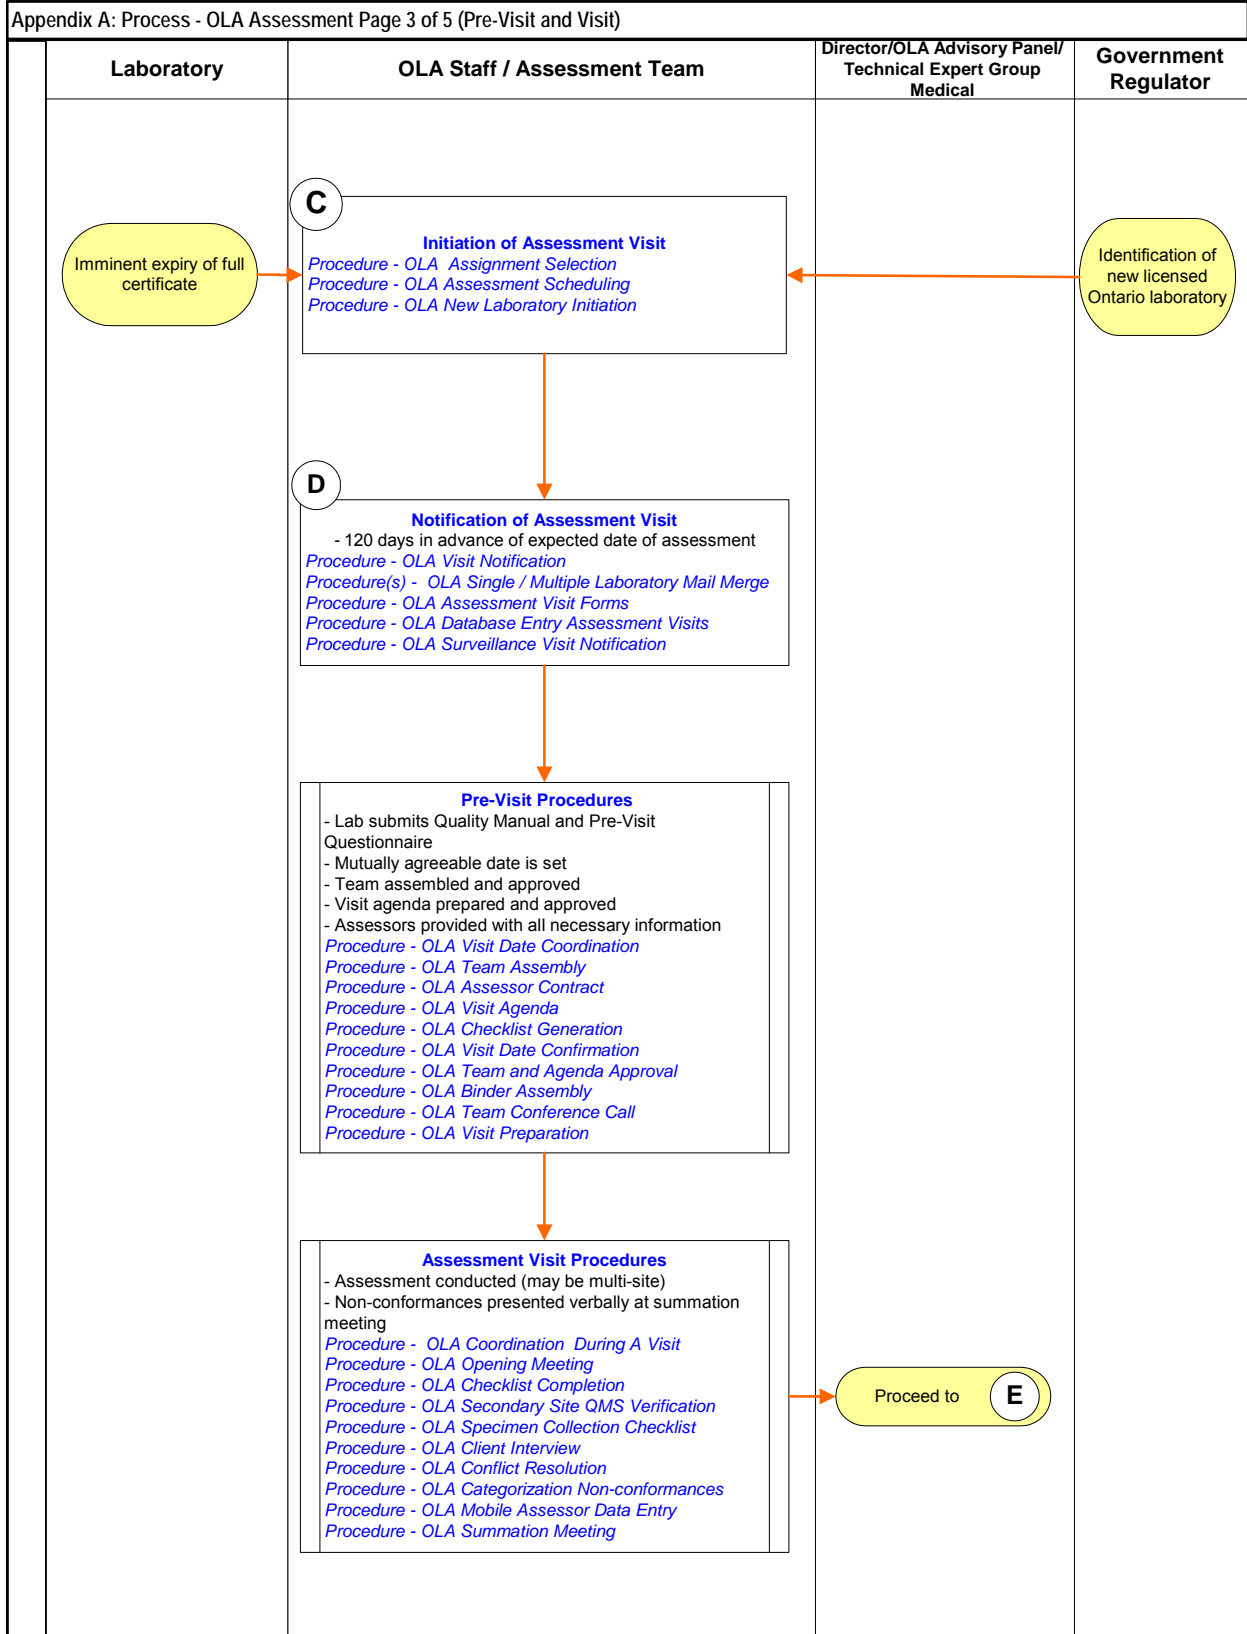 Appendix A: Process - OLA Assessment Page 3 of 5 (Pre-Visit and Visit)
Laboratory
OLA Staff / Assessment Team
Director/OLA Advisory Panel/
Technical Expert Group
Medical
Government
Regulator
C
Initiation of Assessment Visit
Procedure - OLA Assignment Selection
Procedure - OLA Assessment Scheduling
Procedure - OLA New Laboratory Initiation
Imminent expiry of full
certificate
Identification of
new licensed
Ontario laboratory
D
Notification of Assessment Visit
- 120 days in advance of expected date of assessment
Procedure - OLA Visit Notification
Procedure(s) - OLA Single / Multiple Laboratory Mail Merge
Procedure - OLA Assessment Visit Forms
Procedure - OLA Database Entry Assessment Visits
Procedure - OLA Surveillance Visit Notification
Pre-Visit Procedures
- Lab submits Quality Manual and Pre-Visit
Questionnaire
- Mutually agreeable date is set
- Team assembled and approved
- Visit agenda prepared and approved
- Assessors provided with all necessary information
Procedure - OLA Visit Date Coordination
Procedure - OLA Team Assembly
Procedure - OLA Assessor Contract
Procedure - OLA Visit Agenda
Procedure - OLA Checklist Generation
Procedure - OLA Visit Date Confirmation
Procedure - OLA Team and Agenda Approval
Procedure - OLA Binder Assembly
Procedure - OLA Team Conference Call
Procedure - OLA Visit Preparation
Assessment Visit Procedures
- Assessment conducted (may be multi-site)
- Non-conformances presented verbally at summation
meeting
Procedure - OLA Coordination During A Visit
Procedure - OLA Opening Meeting
Procedure - OLA Checklist Completion
Procedure - OLA Secondary Site QMS Verification
Procedure - OLA Specimen Collection Checklist
Procedure - OLA Client Interview
Procedure - OLA Conflict Resolution
Procedure - OLA Categorization Non-conformances
Procedure - OLA Mobile Assessor Data Entry
Procedure - OLA Summation Meeting
Proceed to E